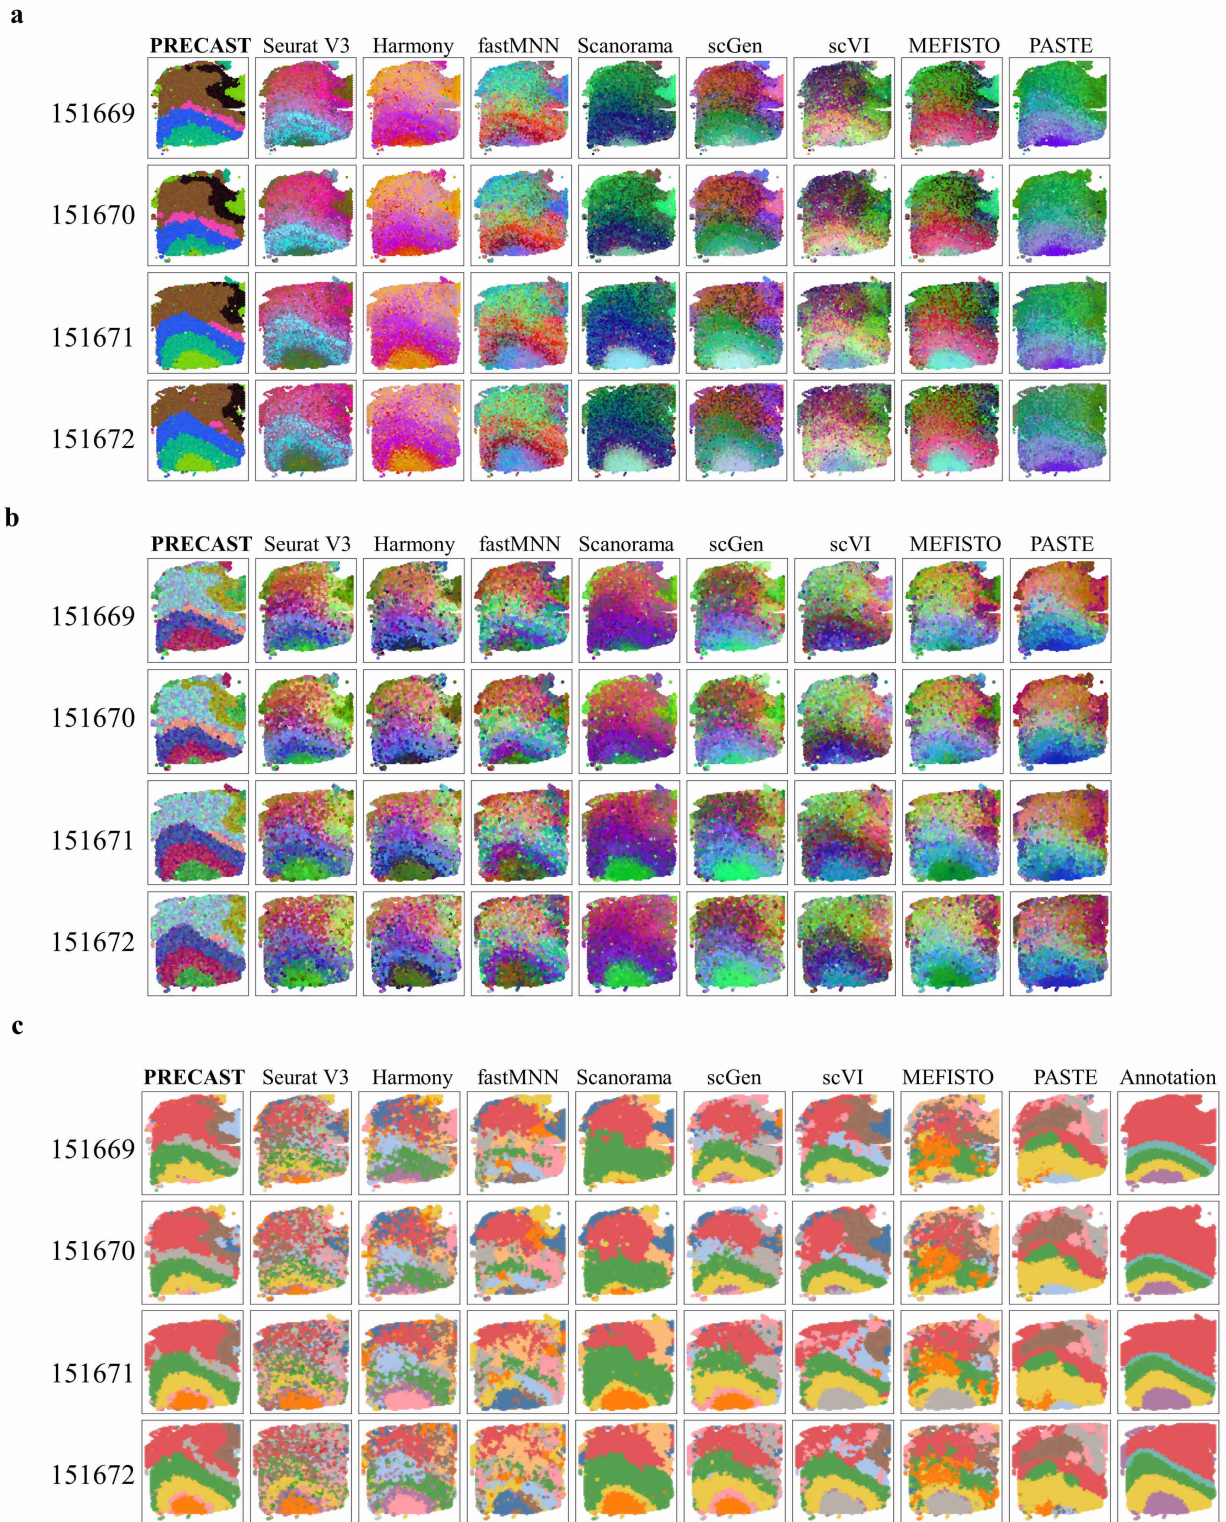 a
PRECAST Seurat V3 Harmony fastMNN Scanorama scGen scVI MEFISTO PASTE
151669
151670
151671
151672
b
PRECAST Seurat V3 Harmony fastMNN Scanorama scGen scVI MEFISTO PASTE
151669
151670
151671
151672
c
PRECAST Seurat V3 Harmony fastMNN Scanorama scGen scVI MEFISTO PASTE Annotation
151669
151670
151671
151672